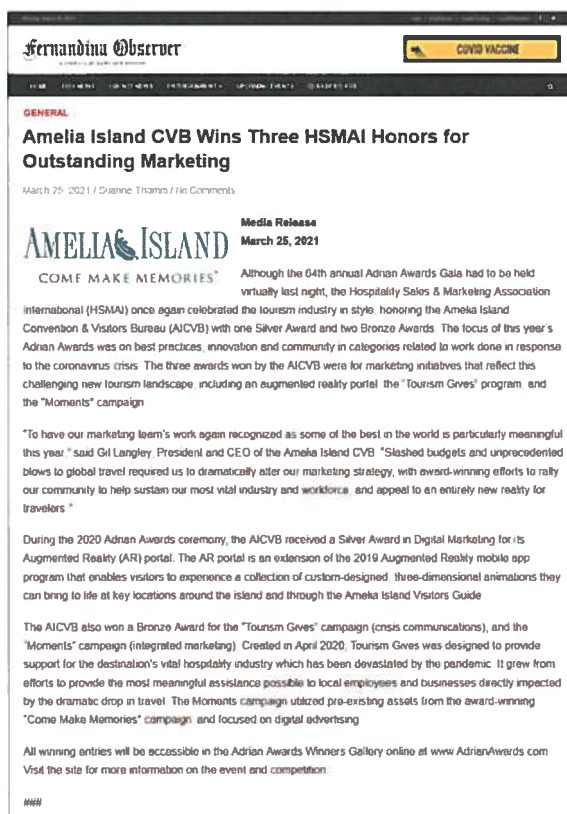 Fernandina Observer
COVID VACCINE
GENERAL
Amelia Island CVB Wins Three HSMAI Honors for
Outstanding Marketing
March 25, 2021 / Suanne Thamm / No Comments
Media Release
March 25, 2021
AMELIA ISLAND
COME MAKE MEMORIES®
Although the 64th annual Adrian Awards Gala had to be held
virtually last night, the Hospitality Sales & Marketing Association
International (HSMAI) once again celebrated the tourism industry in style, honoring the Amelia Island
Convention & Visitors Bureau (AICVB) with one Silver Award and two Bronze Awards. The focus of this year's
Adrian Awards was on best practices, innovation and community in categories related to work done in response
to the coronavirus crisis. The three awards won by the AICVB were for marketing initiatives that reflect this
challenging new tourism landscape, including an augmented reality portal, the "Tourism Gives" program, and
the "Moments" campaign
"To have our marketing team's work again recognized as some of the best in the world is particularly meaningful
this year," said Gil Langley, President and CEO of the Amelia Island CVB. "Slashed budgets and unprecedented
blows to global travel required us to dramatically alter our marketing strategy, with award-winning efforts to rally
our community to help sustain our most vital industry and workforce, and appeal to an entirely new reality for
travelers."
During the 2020 Adrian Awards ceremony, the AICVB received a Silver Award in Digital Marketing for its
Augmented Reality (AR) portal. The AR portal is an extension of the 2019 Augmented Reality mobile app
program that enables visitors to experience a collection of custom-designed, three-dimensional animations they
can bring to life at key locations around the island and through the Amelia Island Visitors Guide
The AICVB also won a Bronze Award for the "Tourism Gives" campaign (crisis communications), and the
"Moments" campaign (integrated marketing). Created in April 2020, Tourism Gives was designed to provide
support for the destination's vital hospitality industry which has been devastated by the pandemic. It grew from
efforts to provide the most meaningful assistance possible to local employees and businesses directly impacted
by the dramatic drop in travel. The Moments campaign utilized pre-existing assets from the award-winning
"Come Make Memories" campaign, and focused on digital advertising
All winning entries will be accessible in the Adrian Awards Winners Gallery online at www.AdrianAwards.com
Visit the site for more information on the event and competition.
###